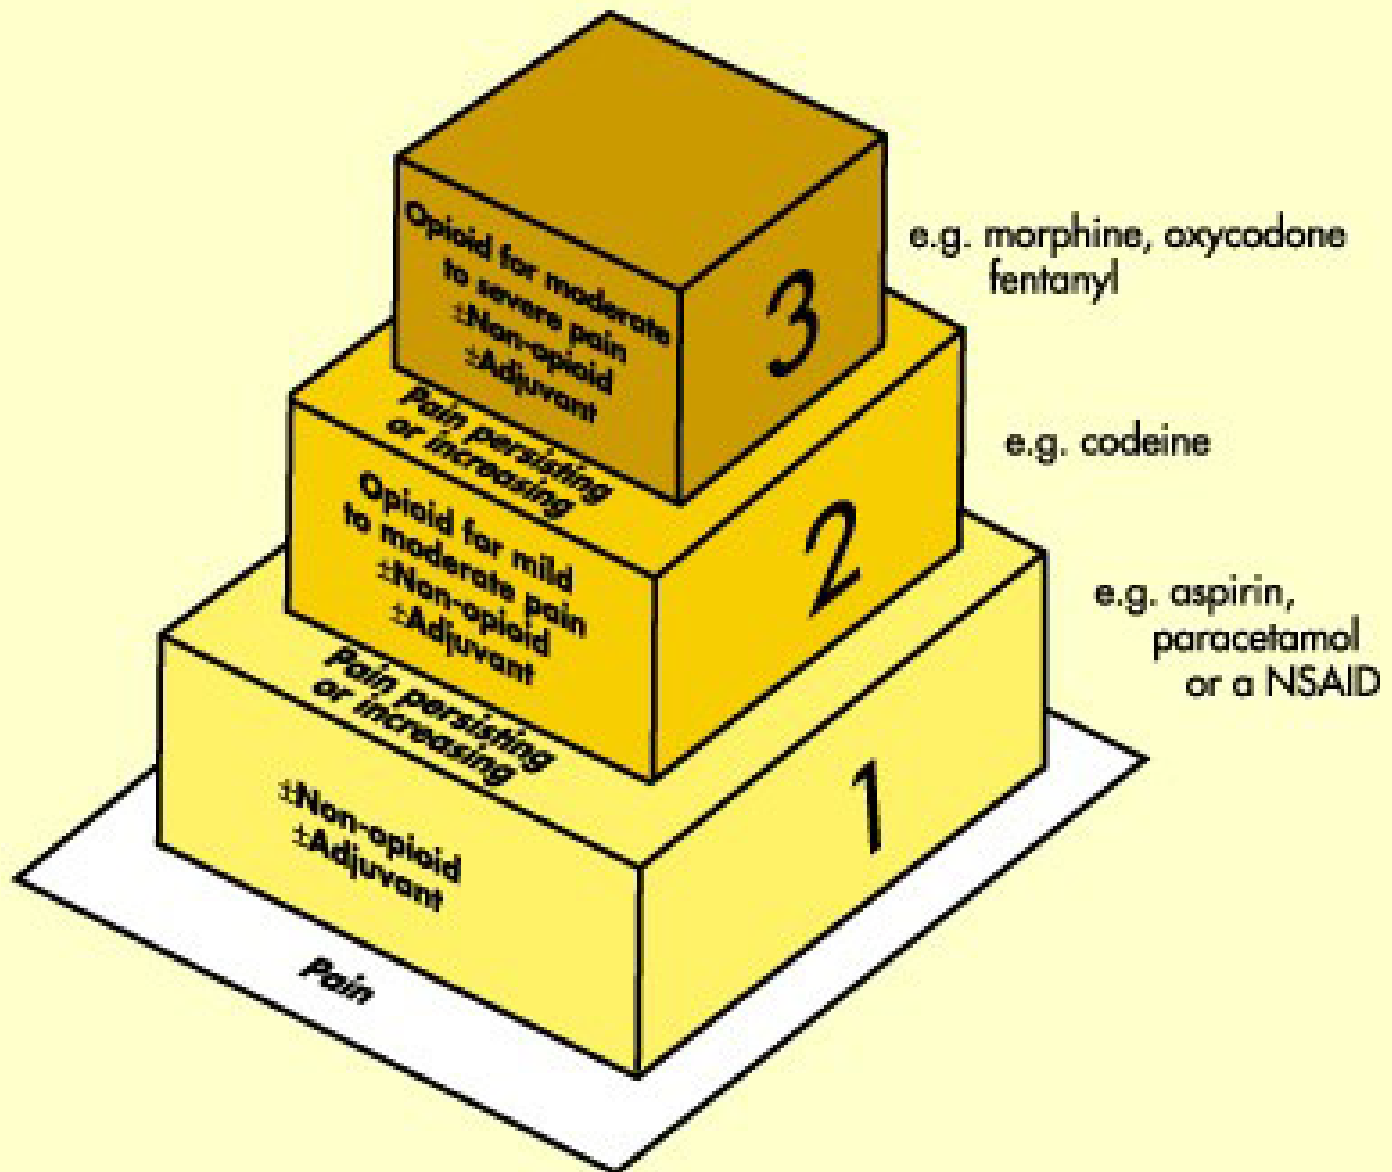 Opioid for moderate
to severe pain
±Non-opioid
±Adjuvant
3
e.g. morphine, oxycodone
fentanyl
Pain persisting
or increasing
Opioid for mild
to moderate pain
±Non-opioid
±Adjuvant
2
e.g. codeine
Pain persisting
or increasing
±Non-opioid
±Adjuvant
1
e.g. aspirin,
paracetamol
or a NSAID
Pain